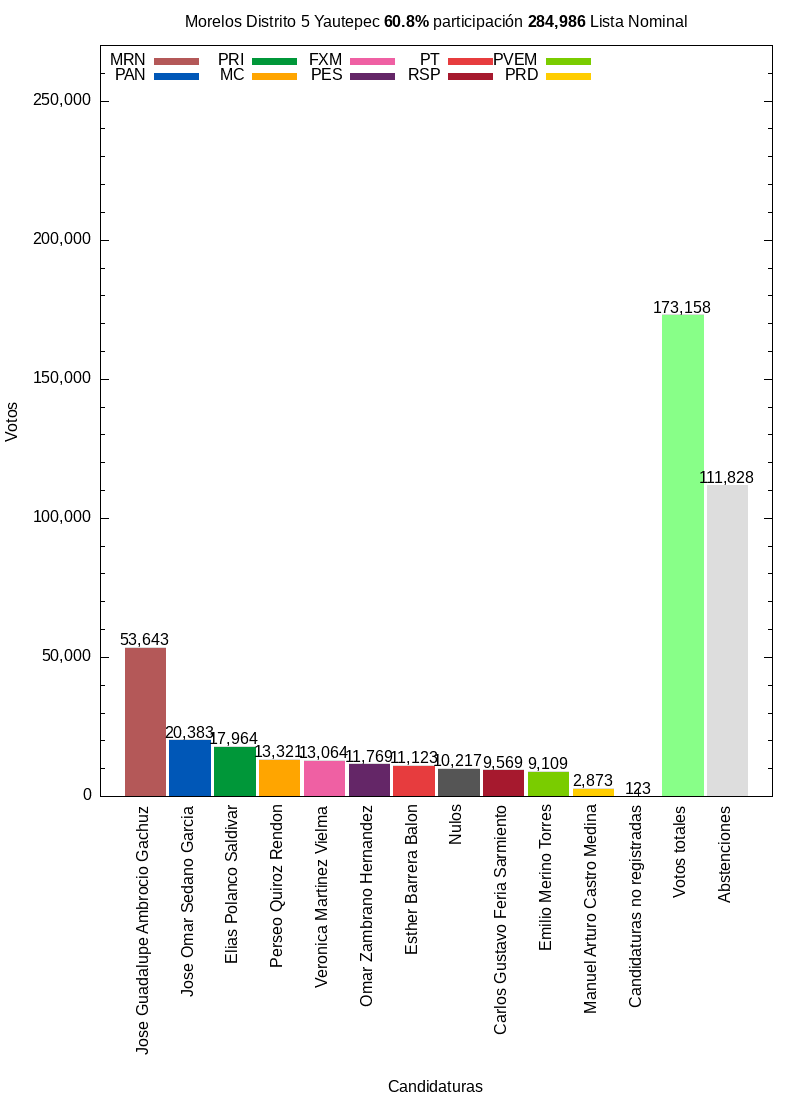 Morelos Distrito 5 Yautepec 60.8% participación 284,986 Lista Nominal
MRN PRI FXM PT PVEM
PAN MC PES RSP PRD
250,000
200,000
150,000
100,000
50,000
0
Votos
53,643
20,383
17,964
13,321
13,064
11,769
11,123
10,217
9,569
9,109
2,873
123
173,158
111,828
Jose Guadalupe Ambrocio Gachuz
Jose Omar Sedano Garcia
Elias Polanco Saldivar
Perseo Quiroz Rendon
Veronica Martinez Vielma
Omar Zambrano Hernandez
Esther Barrera Balon
Nulos
Carlos Gustavo Feria Sarmiento
Emilio Merino Torres
Manuel Arturo Castro Medina
Candidaturas no registradas
Votos totales
Abstenciones
Candidaturas